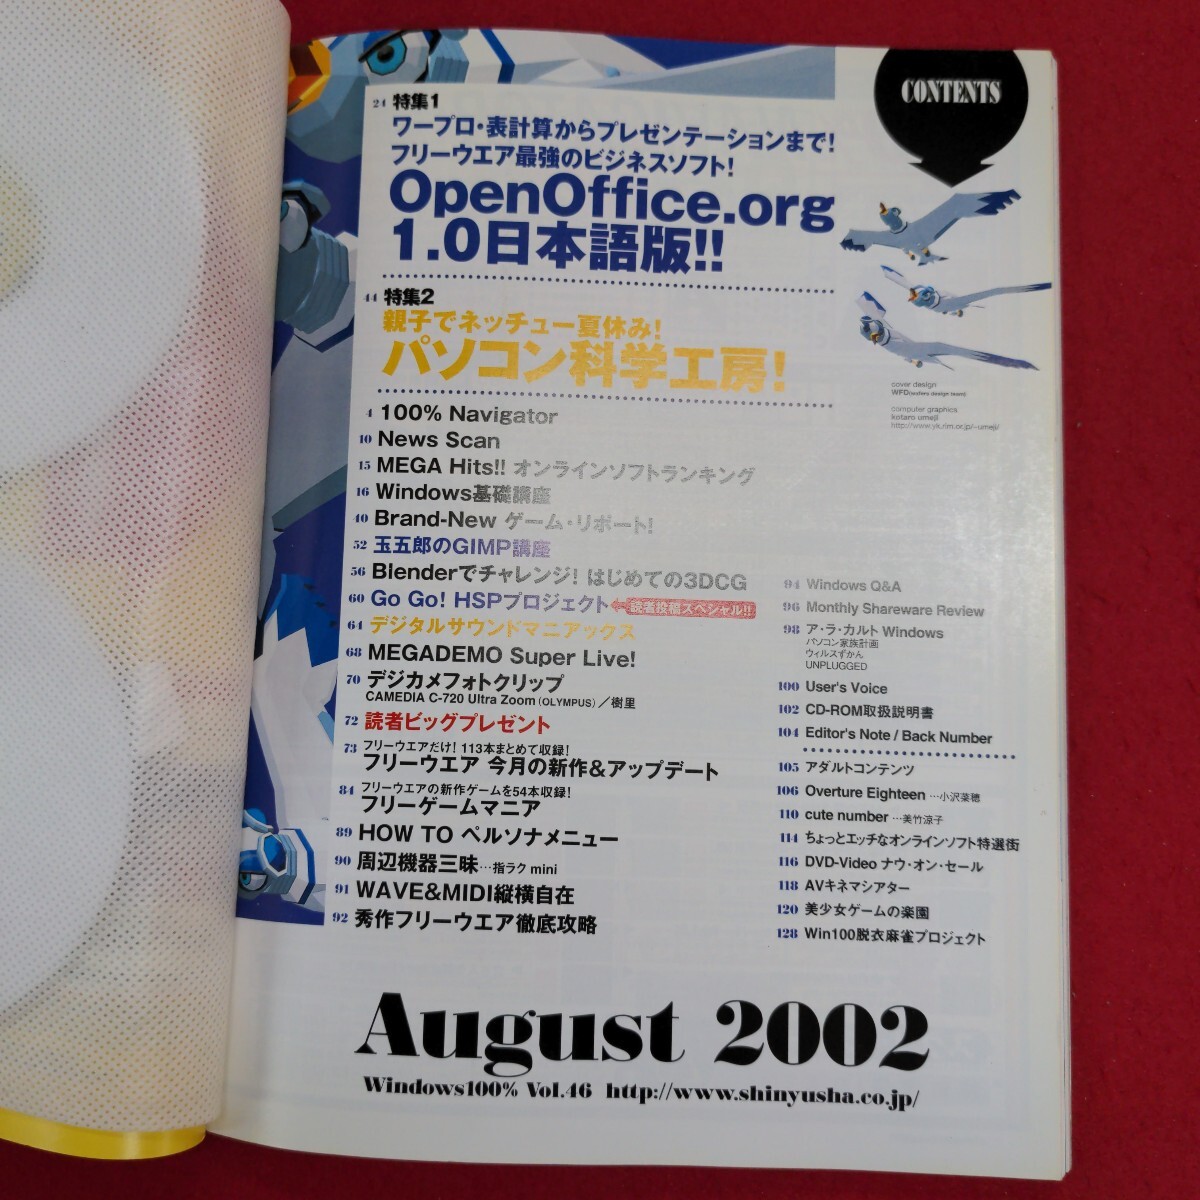 CONTENTS
24 特集1
ワープロ・表計算からプレゼンテーションまで!
フリーウエア最強のビジネスソフト!
OpenOffice.org
1.0日本語版!!
44 特集2
親子でネッチュー夏休み!
パソコン科学工房!
cover design
WFD(wafers design team)
computer graphics
kotaro umeji
http://www.yk.rim.or.jp/~umeji/
4 100% Navigator
10 News Scan
15 MEGA Hits!! オンラインソフトランキング
16 Windows基礎講座
40 Brand-New ゲーム・リポート!
52 玉五郎のGIMP講座
56 Blenderでチャレンジ! はじめての3DCG
60 Go Go! HSPプロジェクト←読者投稿スペシャル!!
64 デジタルサウンドマニアックス
68 MEGADEMO Super Live!
70 デジカメフォトクリップ
CAMEDIA C-720 Ultra Zoom (OLYMPUS) / 樹里
72 読者ビッグプレゼント
73 フリーウエアだけ! 113本まとめて収録!
フリーウエア 今月の新作&アップデート
84 フリーウエアの新作ゲームを54本収録!
フリーゲームマニア
89 HOW TO ペルソナメニュー
90 周辺機器三昧…指ラク mini
91 WAVE&MIDI縦横自在
92 秀作フリーウエア徹底攻略
94 Windows Q&A
96 Monthly Shareware Review
98 ア・ラ・カルト Windows
パソコン家族計画
ウィルスずかん
UNPLUGGED
100 User's Voice
102 CD-ROM取扱説明書
104 Editor's Note / Back Number
105 アダルトコンテンツ
106 Overture Eighteen …小沢菜穂
110 cute number …美竹涼子
114 ちょっとエッチなオンラインソフト特選街
116 DVD-Video ナウ・オン・セール
118 AVキネマシアター
120 美少女ゲームの楽園
128 Win100脱衣麻雀プロジェクト
August 2002
Windows100% Vol.46 http://www.shinyusha.co.jp/